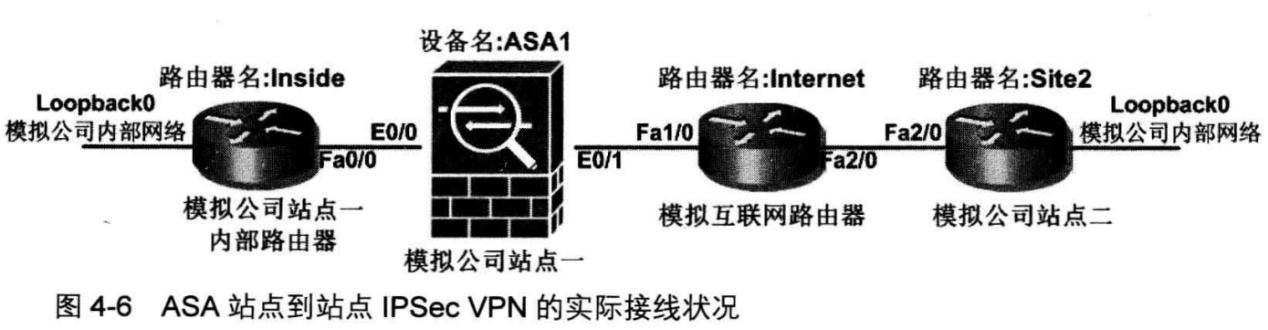 设备名:ASA1
路由器名:Inside
路由器名:Internet
路由器名:Site2
Loopback0
模拟公司内部网络
E0/0
Fa0/0
E0/1
Fa1/0
Fa2/0
Fa2/0
Loopback0
模拟公司内部网络
模拟公司站点一
内部路由器
模拟公司站点一
模拟互联网路由器
模拟公司站点二
图 4-6 ASA 站点到站点 IPSec VPN 的实际接线状况